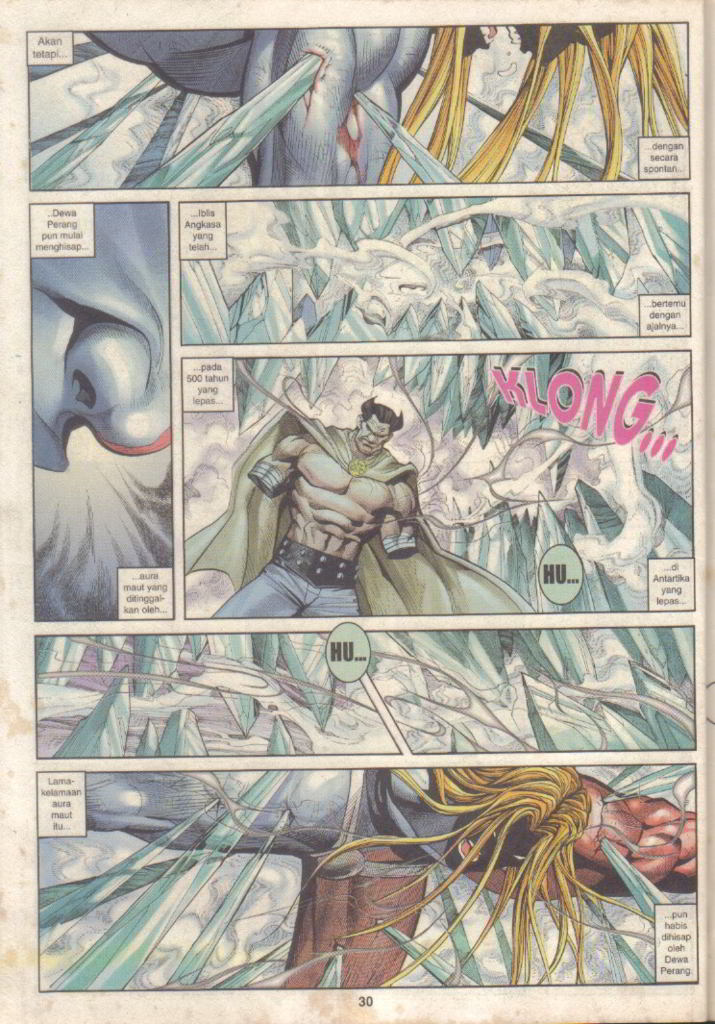 Akan
tetapi...
...dengan
secara
spontan...
..Dewa
Perang
pun mulai
menghisap...
...aura
maut yang
ditinggal-
kan oleh...
...Iblis
Angkasa
yang
telah...
...bertemu
dengan
ajalnya...
...pada
500 tahun
yang
lepas...
KLONG...
HU...
...di
Antartika
yang
lepas...
HU...
Lama-
kelamaan
aura
maut
itu...
...pun
habis
dihisap
oleh
Dewa
Perang.
30